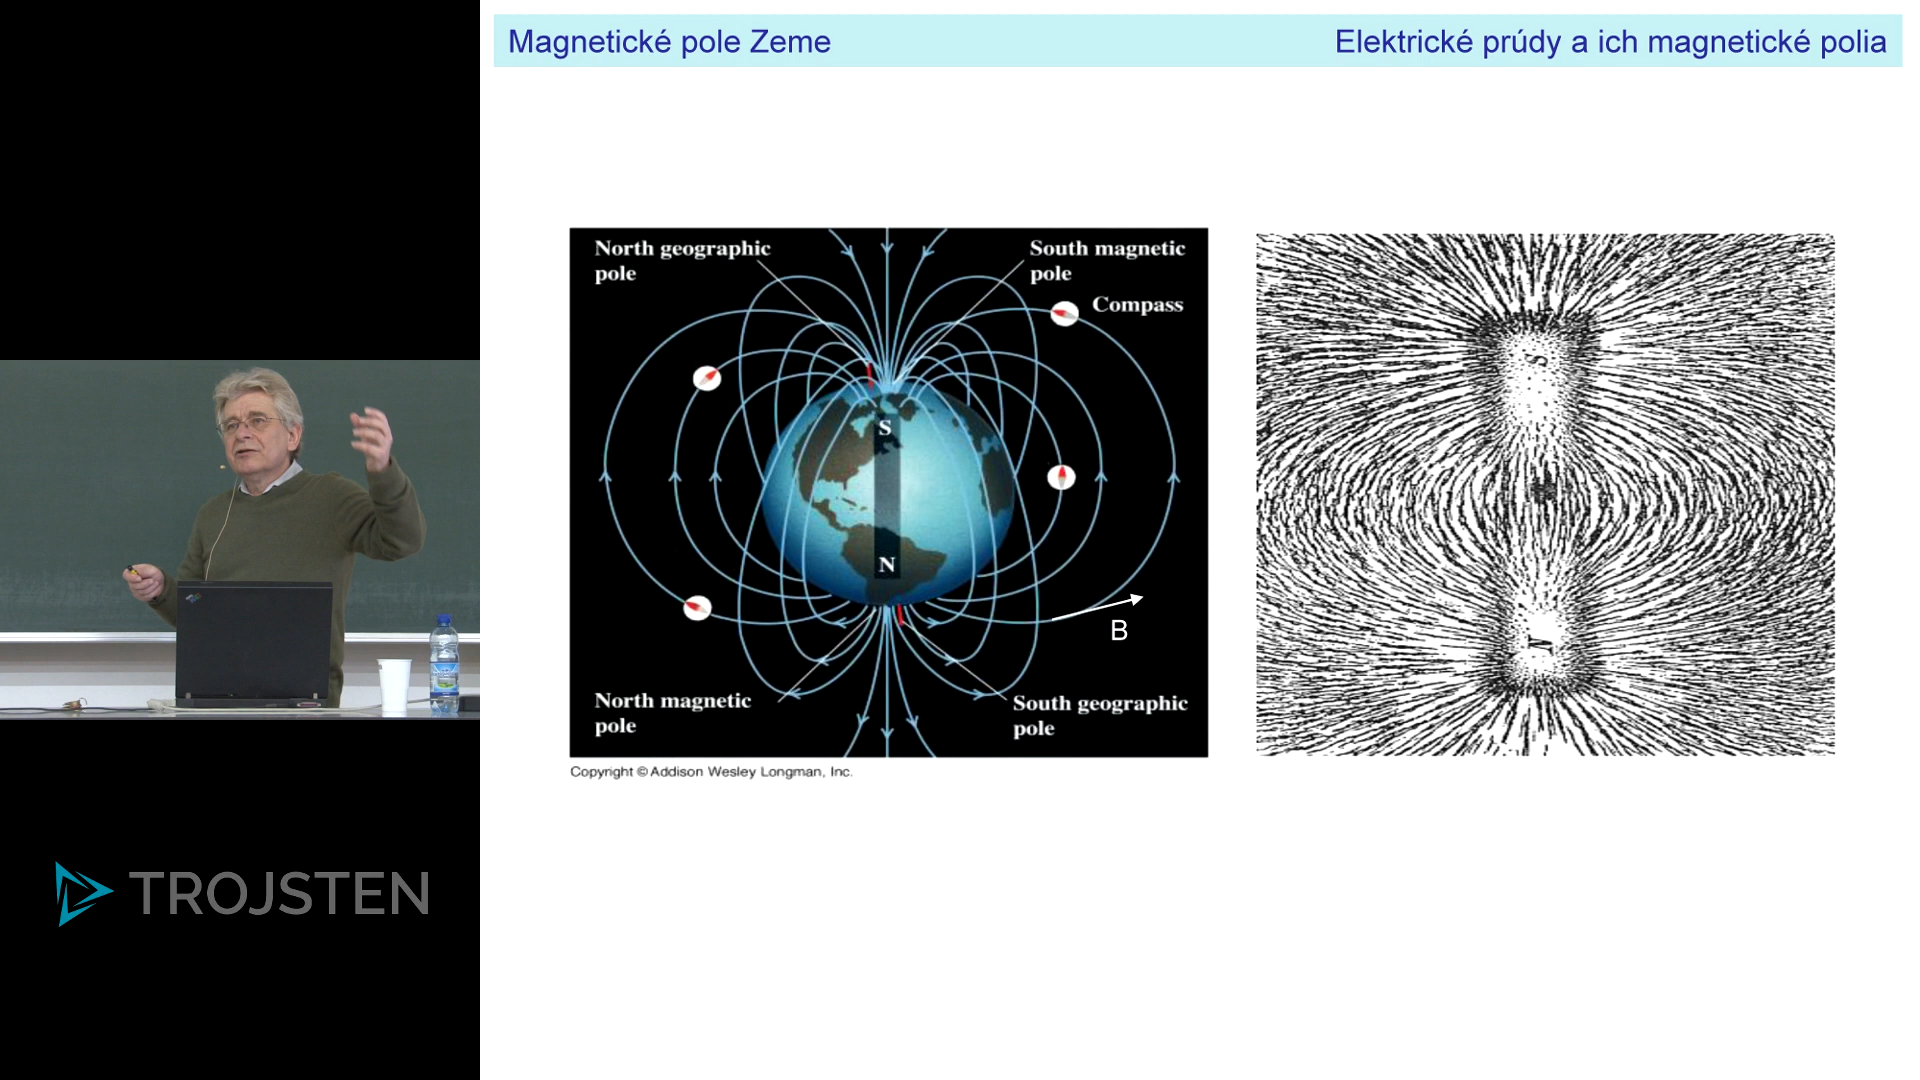 Magnetické pole Zeme
Elektrické prúdy a ich magnetické polia
North geographic
pole
South magnetic
pole
Compass
S
N
B
North magnetic
pole
South geographic
pole
Copyright © Addison Wesley Longman, Inc.
S
N
TROJSTEN